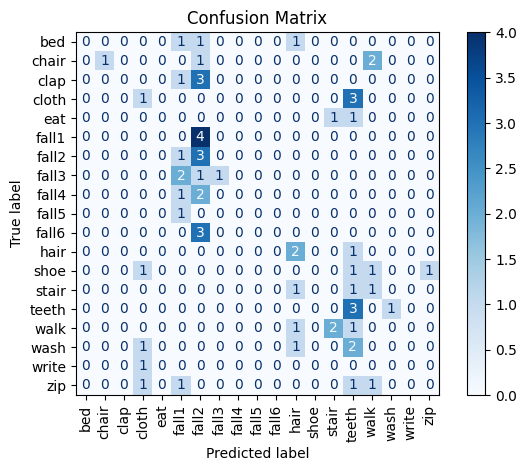 Confusion Matrix
True label
bed 0 0 0 0 0 1 1 0 0 0 0 1 0 0 0 0 0 0 0
chair 0 1 0 0 0 0 1 0 0 0 0 0 0 0 0 2 0 0 0
clap 0 0 0 0 0 1 3 0 0 0 0 0 0 0 0 0 0 0 0
cloth 0 0 0 1 0 0 0 0 0 0 0 0 0 0 3 0 0 0 0
eat 0 0 0 0 0 0 0 0 0 0 0 0 0 1 1 0 0 0 0
fall1 0 0 0 0 0 0 4 0 0 0 0 0 0 0 0 0 0 0 0
fall2 0 0 0 0 0 1 3 0 0 0 0 0 0 0 0 0 0 0 0
fall3 0 0 0 0 0 2 1 1 0 0 0 0 0 0 0 0 0 0 0
fall4 0 0 0 0 0 1 2 0 0 0 0 0 0 0 0 0 0 0 0
fall5 0 0 0 0 0 1 0 0 0 0 0 0 0 0 0 0 0 0 0
fall6 0 0 0 0 0 0 3 0 0 0 0 0 0 0 0 0 0 0 0
hair 0 0 0 0 0 0 0 0 0 0 0 2 0 0 1 0 0 0 0
shoe 0 0 0 1 0 0 0 0 0 0 0 0 0 0 1 1 0 0 1
stair 0 0 0 0 0 0 0 0 0 0 0 1 0 0 1 1 0 0 0
teeth 0 0 0 0 0 0 0 0 0 0 0 0 0 0 3 0 1 0 0
walk 0 0 0 0 0 0 0 0 0 0 0 1 0 2 1 0 0 0 0
wash 0 0 0 1 0 0 0 0 0 0 0 1 0 0 2 0 0 0 0
write 0 0 0 1 0 0 0 0 0 0 0 0 0 0 0 0 0 0 0
zip 0 0 0 1 0 1 0 0 0 0 0 0 0 0 1 1 0 0 0
bed chair clap cloth eat fall1 fall2 fall3 fall4 fall5 fall6 hair shoe stair teeth walk wash write zip
Predicted label
4.0
3.5
3.0
2.5
2.0
1.5
1.0
0.5
0.0